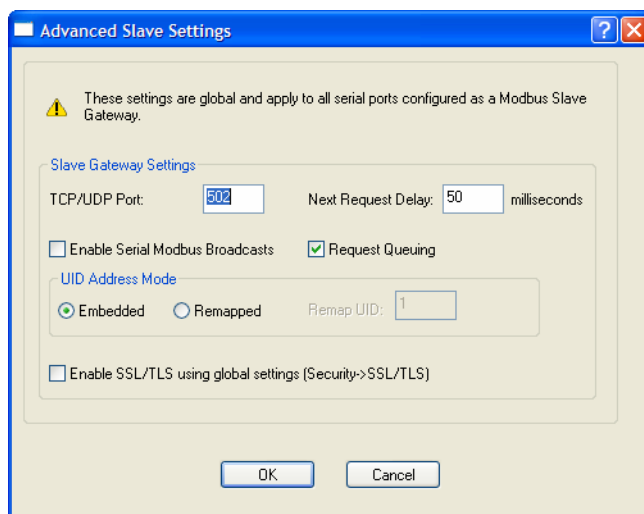 Advanced Slave Settings
These settings are global and apply to all serial ports configured as a Modbus Slave
Gateway.
Slave Gateway Settings
TCP/UDP Port: 502 Next Request Delay: 50 milliseconds
Enable Serial Modbus Broadcasts Request Queuing
UID Address Mode
Embedded Remapped Remap UID: 1
Enable SSL/TLS using global settings (Security->SSL/TLS)
OK Cancel